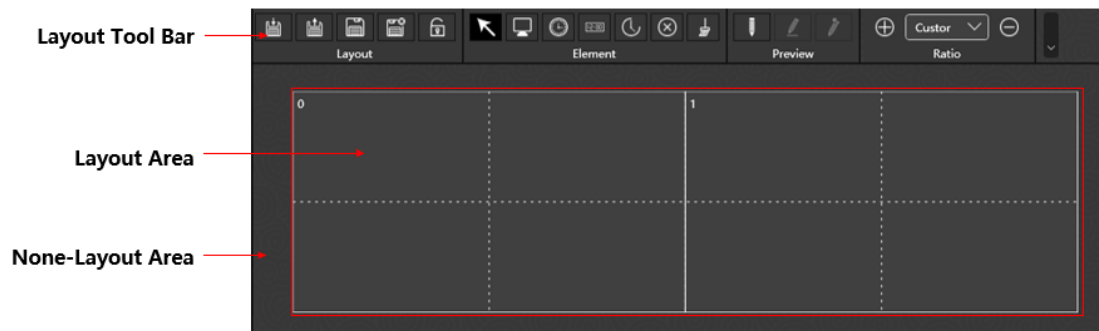 Layout Tool Bar
Layout Element Preview Ratio
Custor
0 1
Layout Area
None-Layout Area